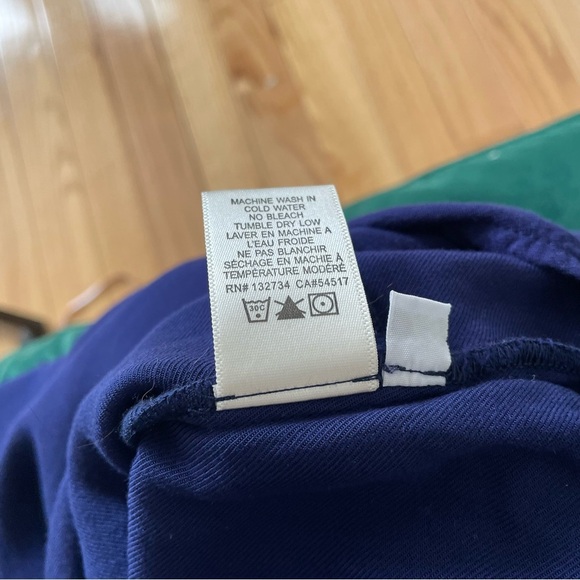 MACHINE WASH IN
COLD WATER
NO BLEACH
TUMBLE DRY LOW
LAVER EN MACHINE A
L'EAU FROIDE
NE PAS BLANCHIR
SÉCHAGE EN MACHIE À
TEMPÉRATURE MODÉRÉ
RN# 132734 CA#54517
30C